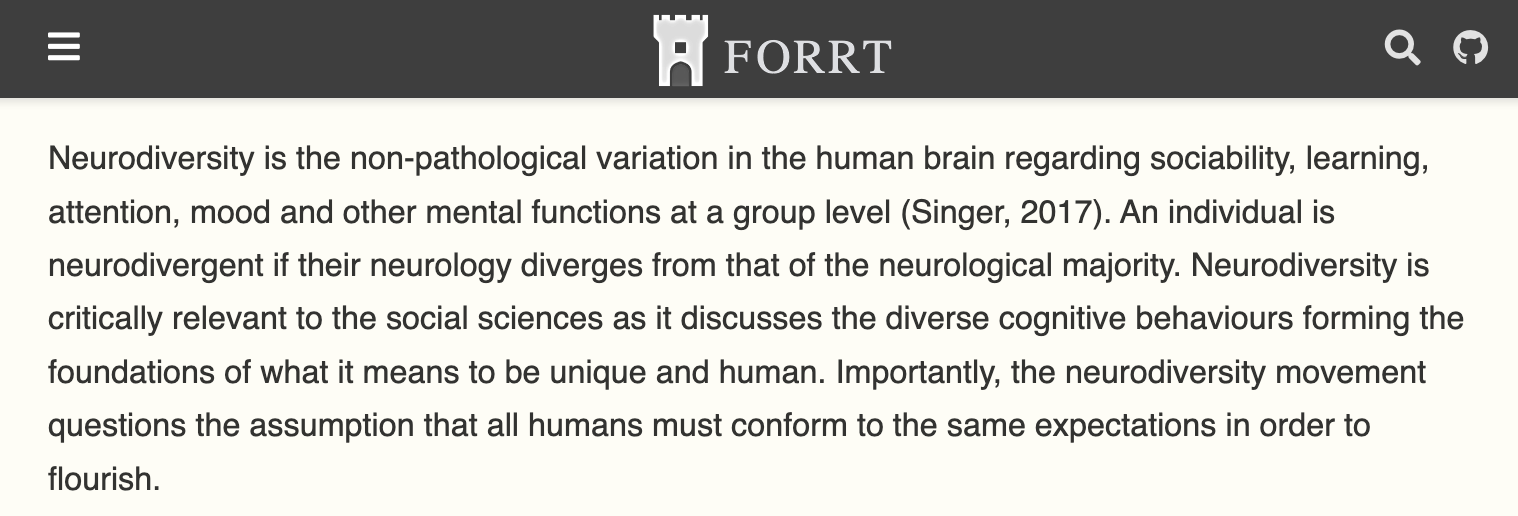 FORRT
Neurodiversity is the non-pathological variation in the human brain regarding sociability, learning,
attention, mood and other mental functions at a group level (Singer, 2017). An individual is
neurodivergent if their neurology diverges from that of the neurological majority. Neurodiversity is
critically relevant to the social sciences as it discusses the diverse cognitive behaviours forming the
foundations of what it means to be unique and human. Importantly, the neurodiversity movement
questions the assumption that all humans must conform to the same expectations in order to
flourish.